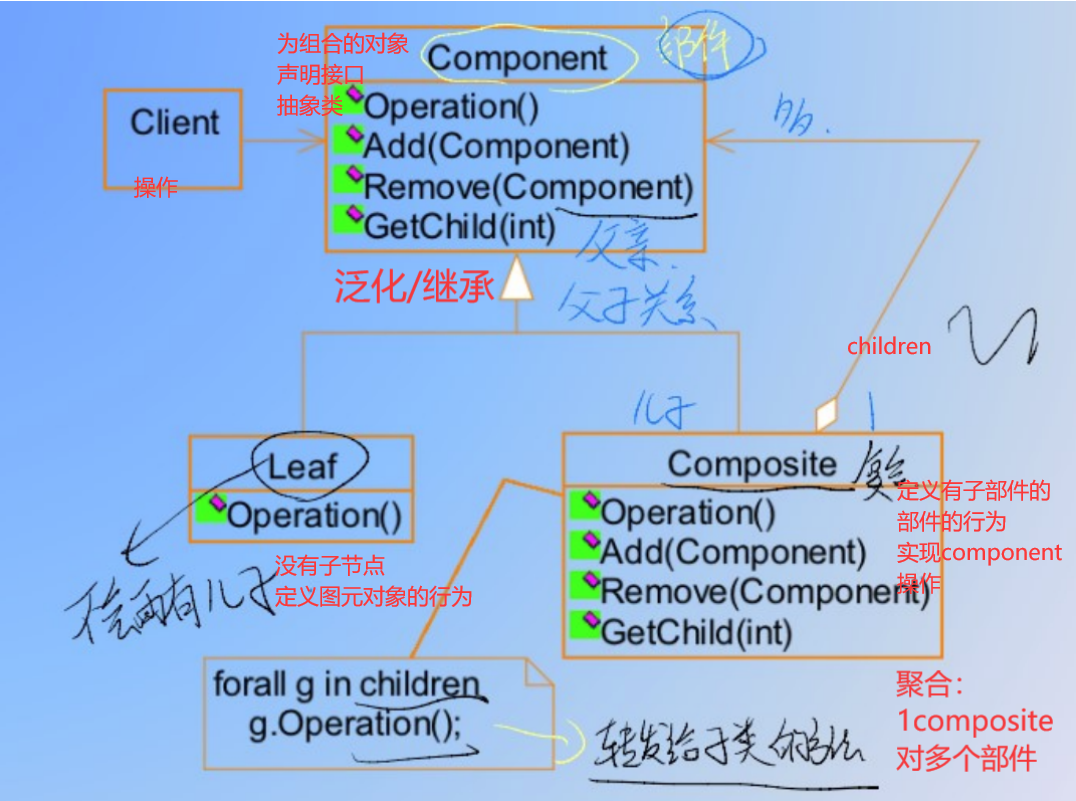 为组合的对象
声明接口
抽象类
Component
部件
Operation()
Add(Component)
Remove(Component)
GetChild(int)
Client
操作
父亲
泛化/继承
父子关系
children
儿子
1
Leaf
Operation()
没有子节点
定义图元对象的行为
有儿子
Composite
复合
Operation()
Add(Component)
Remove(Component)
GetChild(int)
定义有子部件的
部件的行为
实现component
操作
forall g in children
g.Operation();
转发给子类
聚合：
1composite
对多个部件